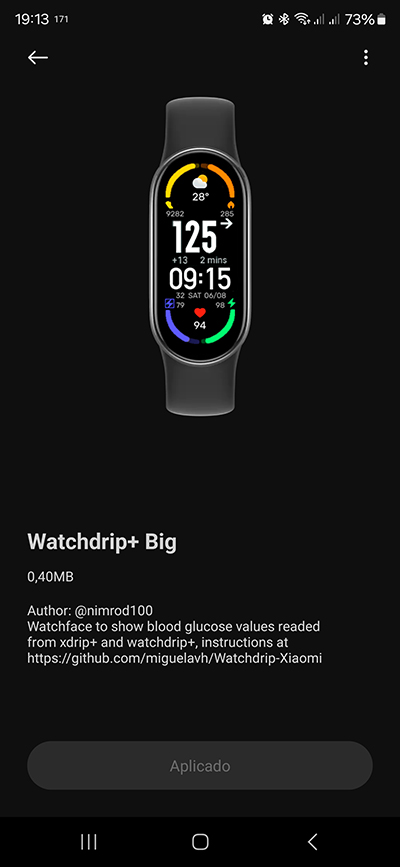 19:13 171 73%
28°
9282 285
125
+13 2 mins
09:15
32 SAT 06/08
79 98
94
Watchdrip+ Big
0,40MB
Author: @nimrod100
Watchface to show blood glucose values readed
from xdrip+ and watchdrip+, instructions at
https://github.com/miguelavh/Watchdrip-Xiaomi
Aplicado